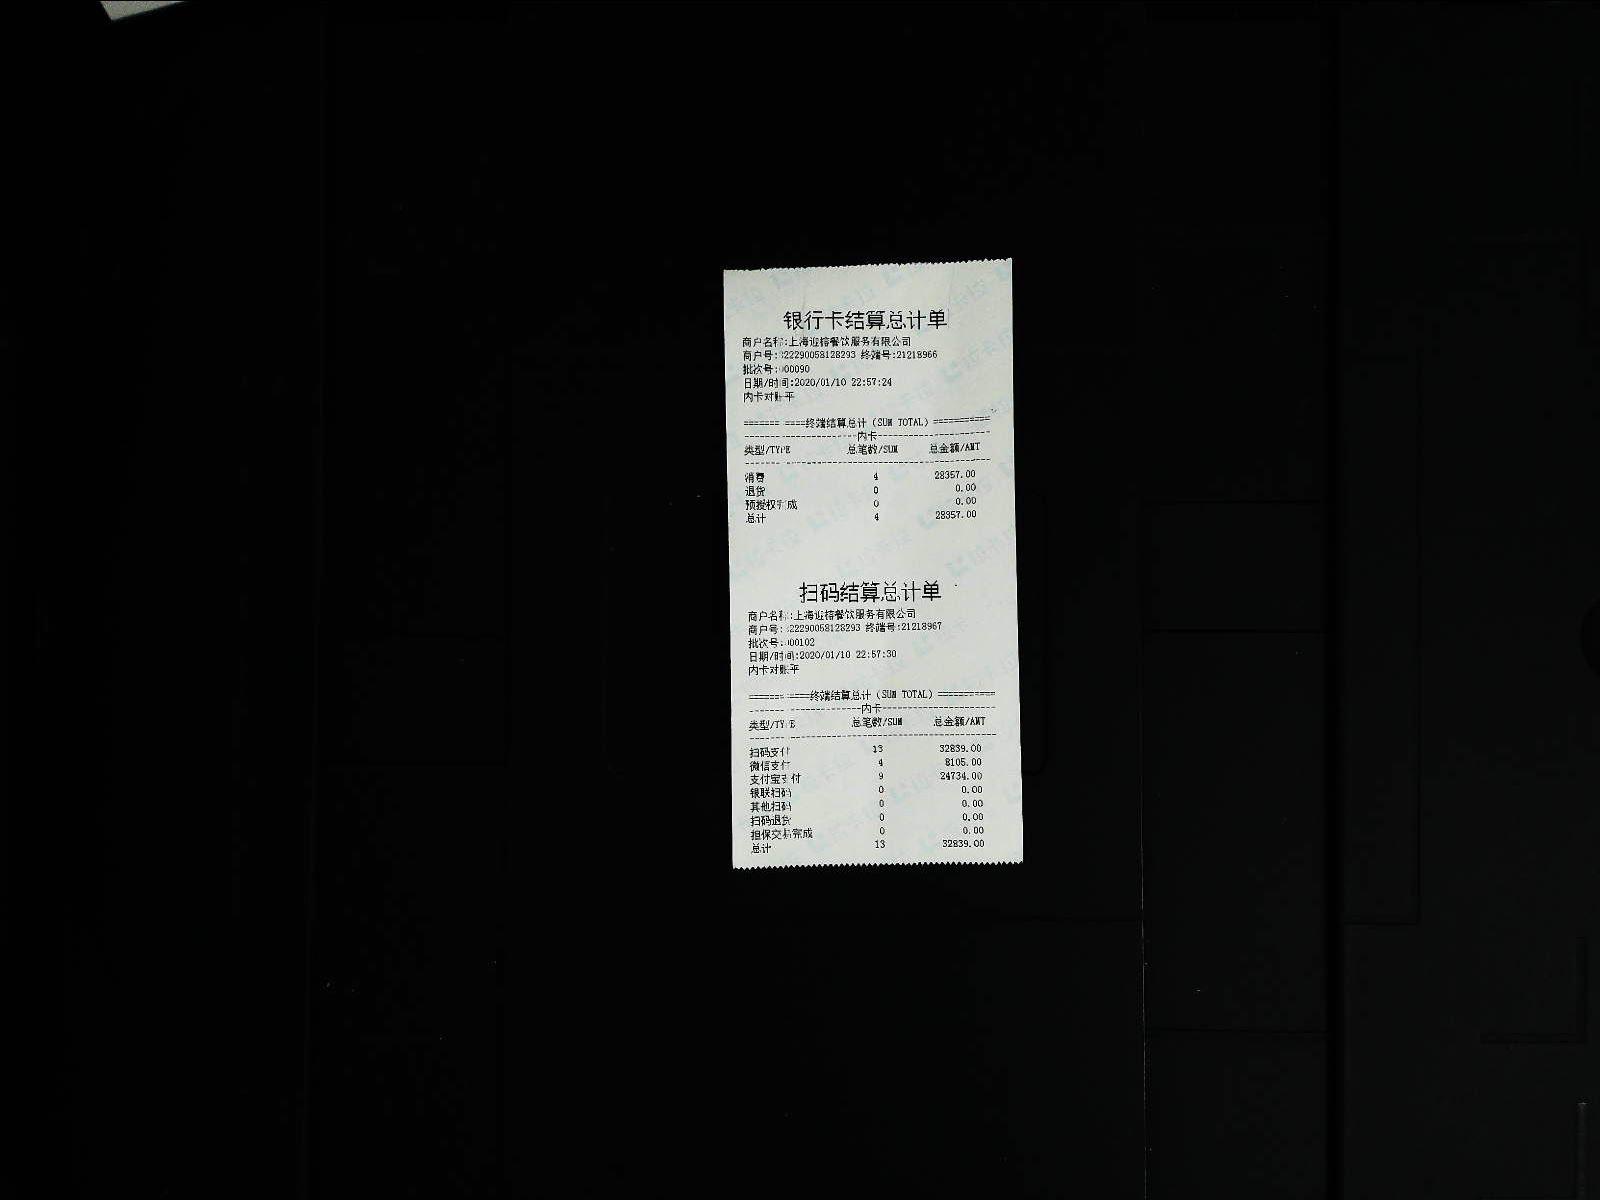 银行卡结算总计单
商户名称:上海迎榕餐饮服务有限公司
商户号:822290058128293 终端号:21218966
批次号:000090
日期/时间:2020/01/10 22:57:24
内卡对账平
===========终端结算总计(SUM TOTAL)===========
--------------------内卡--------------------
类型/TYPE 总笔数/SUM 总金额/AMT
消费 4 28357.00
退货 0 0.00
预授权完成 0 0.00
总计 4 28357.00
扫码结算总计单
商户名称:上海迎榕餐饮服务有限公司
商户号:822290058128293 终端号:21218967
批次号:000102
日期/时间:2020/01/10 22:57:30
内卡对账平
===========终端结算总计(SUM TOTAL)===========
--------------------内卡--------------------
类型/TYPE 总笔数/SUM 总金额/AMT
扫码支付 13 32839.00
微信支付 4 8105.00
支付宝支付 9 24734.00
银联扫码 0 0.00
其他扫码 0 0.00
扫码退货 0 0.00
担保交易完成 0 0.00
总计 13 32839.00